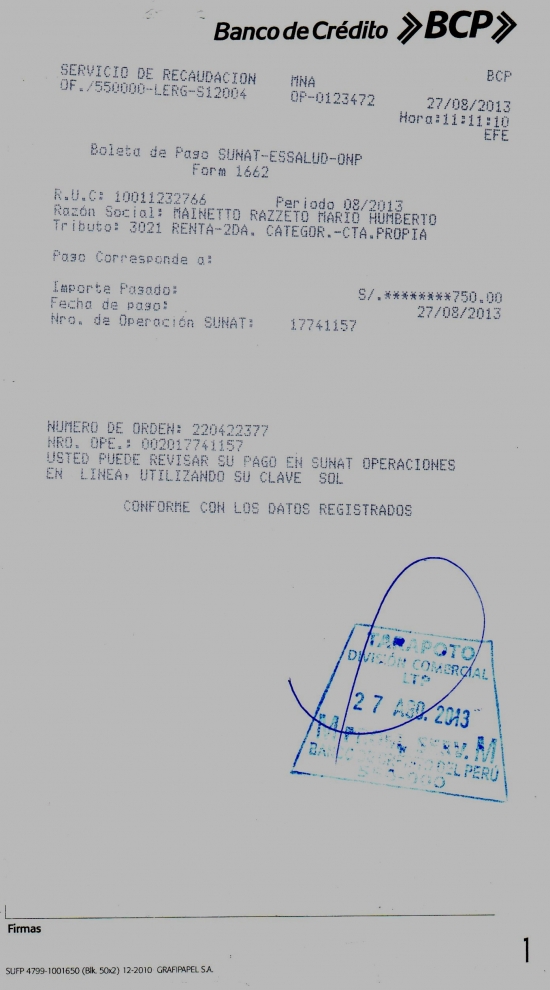 Banco de Crédito BCP
SERVICIO DE RECAUDACION MNA BCP
OF./550000-LERG-S12004 OP-0123472 27/08/2013
Hora:11:11:10
EFE
Boleta de Pago SUNAT-ESSALUD-ONP
Form 1662
R.U.C: 10011232766 Periodo 08/2013
Razón Social: MAINETTO RAZZETO MARIO HUMBERTO
Tributo: 3021 RENTA-2DA. CATEGOR.-CTA.PROPIA
Pago Corresponde a:
Importe Pagado: S/.********750.00
Fecha de pago: 27/08/2013
Nro. de Operación SUNAT: 17741157
NUMERO DE ORDEN: 220422377
NRO. OPE.: 002017741157
USTED PUEDE REVISAR SU PAGO EN SUNAT OPERACIONES
EN LINEA, UTILIZANDO SU CLAVE SOL
CONFORME CON LOS DATOS REGISTRADOS
TARAPOTO
DIVISIÓN COMERCIAL
27 AGO. 2013
SERV. M
BANCO DE CRÉDITO DEL PERÚ
Firmas
1
SUFP 4799-1001650 (Blk. 50x2) 12-2010 GRAFIPAPEL S.A.